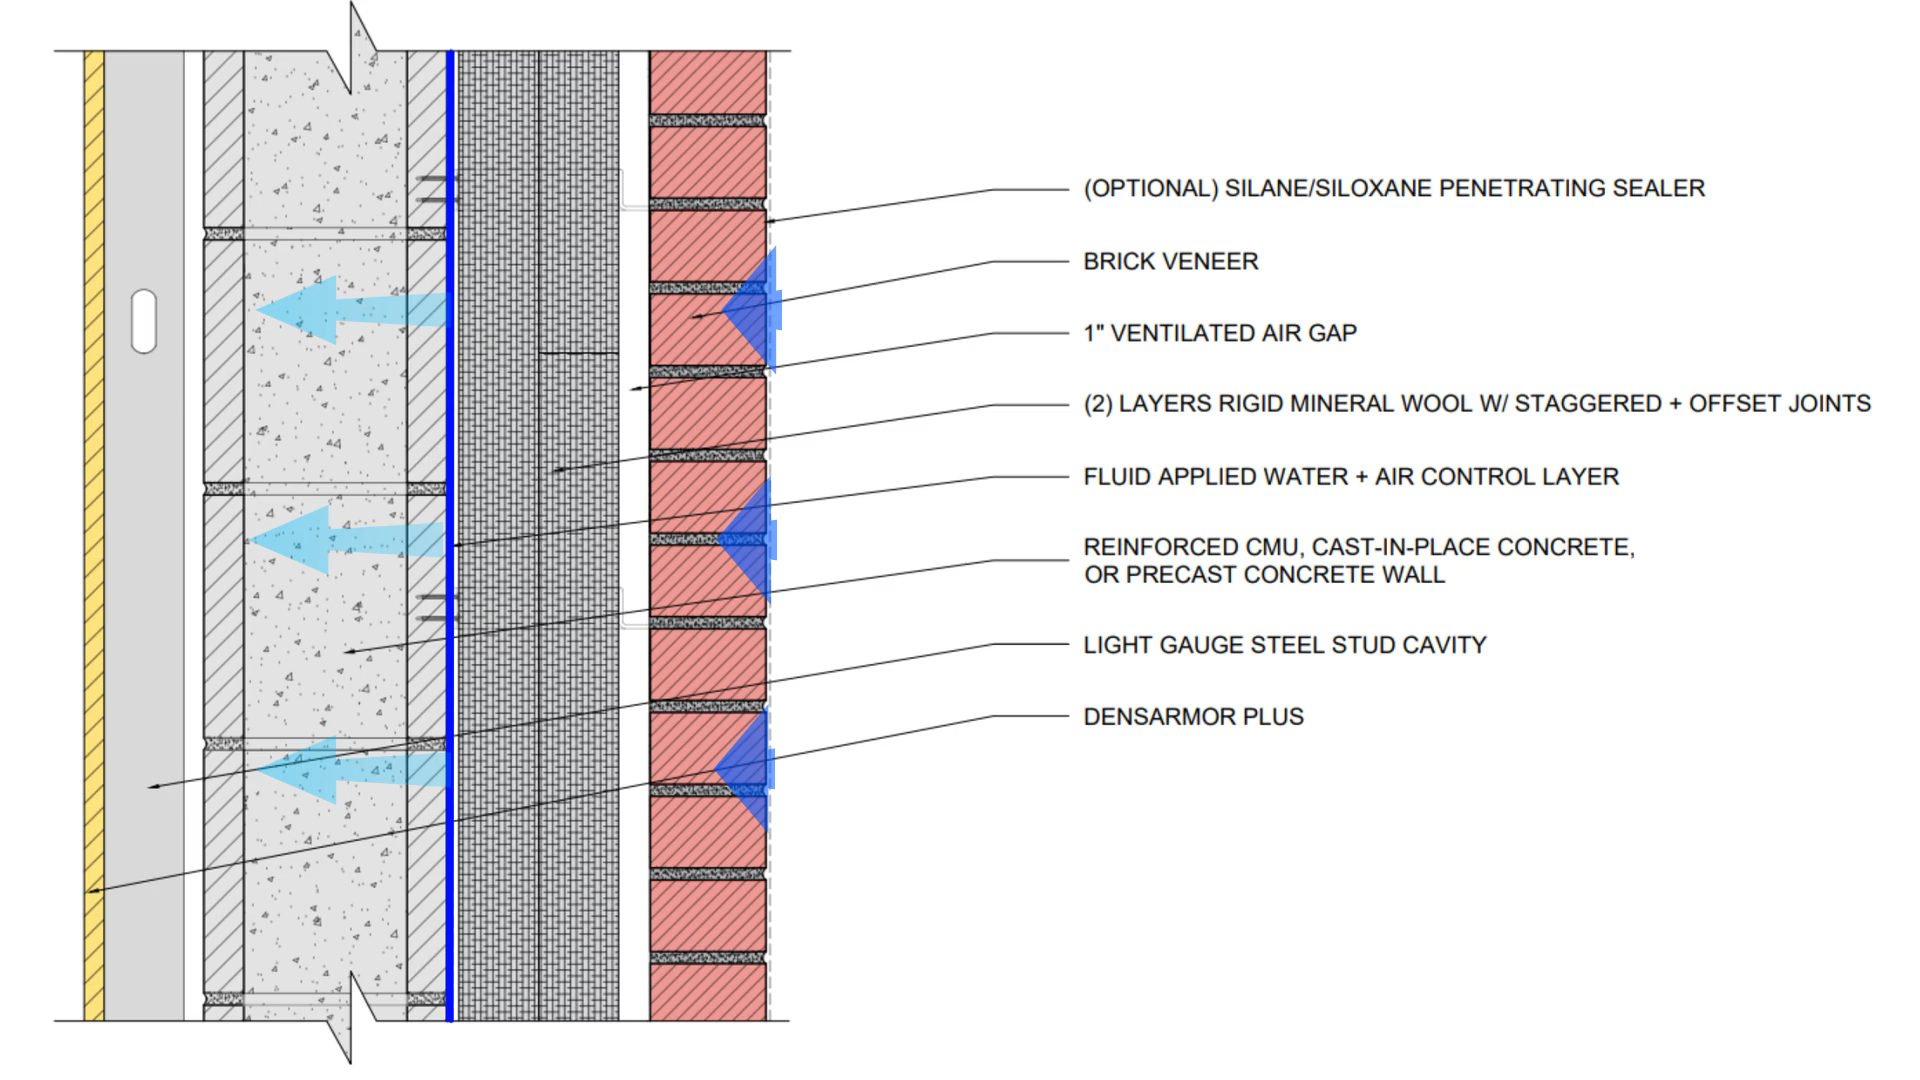 (OPTIONAL) SILANE/SILOXANE PENETRATING SEALER
BRICK VENEER
1" VENTILATED AIR GAP
(2) LAYERS RIGID MINERAL WOOL W/ STAGGERED + OFFSET JOINTS
FLUID APPLIED WATER + AIR CONTROL LAYER
REINFORCED CMU, CAST-IN-PLACE CONCRETE,
OR PRECAST CONCRETE WALL
LIGHT GAUGE STEEL STUD CAVITY
DENSARMOR PLUS